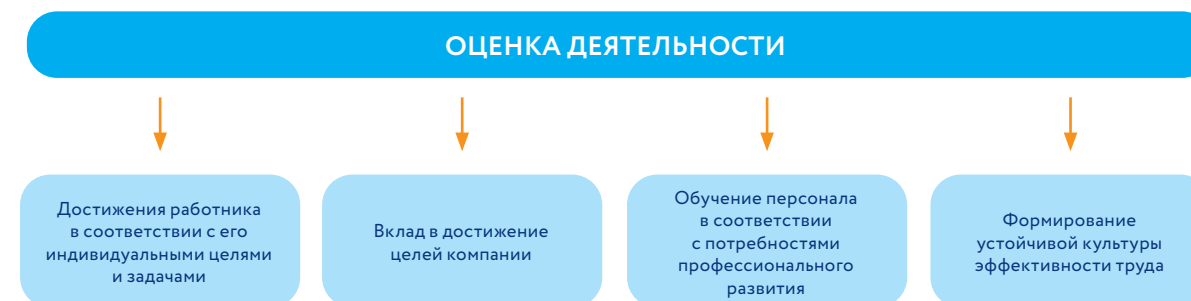 ОЦЕНКА ДЕЯТЕЛЬНОСТИ
Достижения работника
в соответствии с его
индивидуальными целями
и задачами
Вклад в достижение
целей компании
Обучение персонала
в соответствии
с потребностями
профессионального
развития
Формирование
устойчивой культуры
эффективности труда